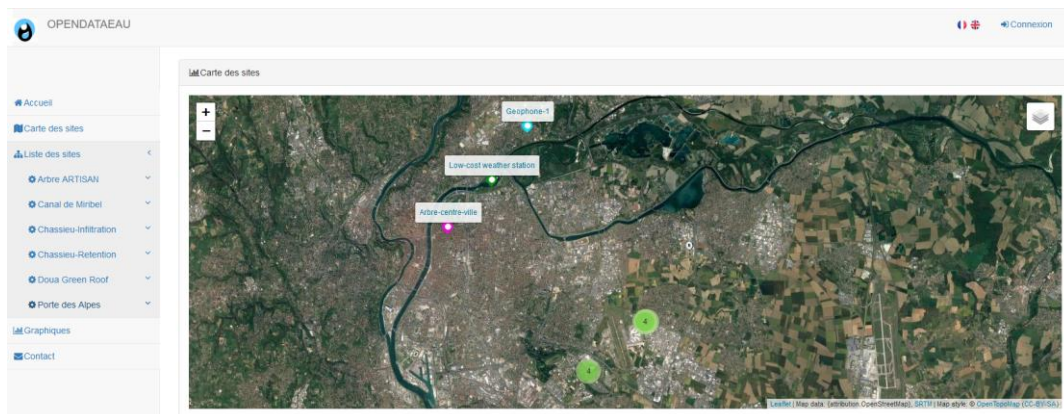 OPENDATAEAU
Connexion
Carte des sites
Accueil
Carte des sites
Liste des sites
Arbre ARTISAN
Canal de Miribel
Chassieu-Infiltration
Chassieu-Retention
Doua Green Roof
Porte des Alpes
Graphiques
Contact
+
−
Geophone-1
Low-cost weather station
Arbre-centre-ville
4
4
Leaflet | Map data: {attribution.OpenStreetMap}, SRTM | Map style: © OpenTopoMap (CC-BY-SA)